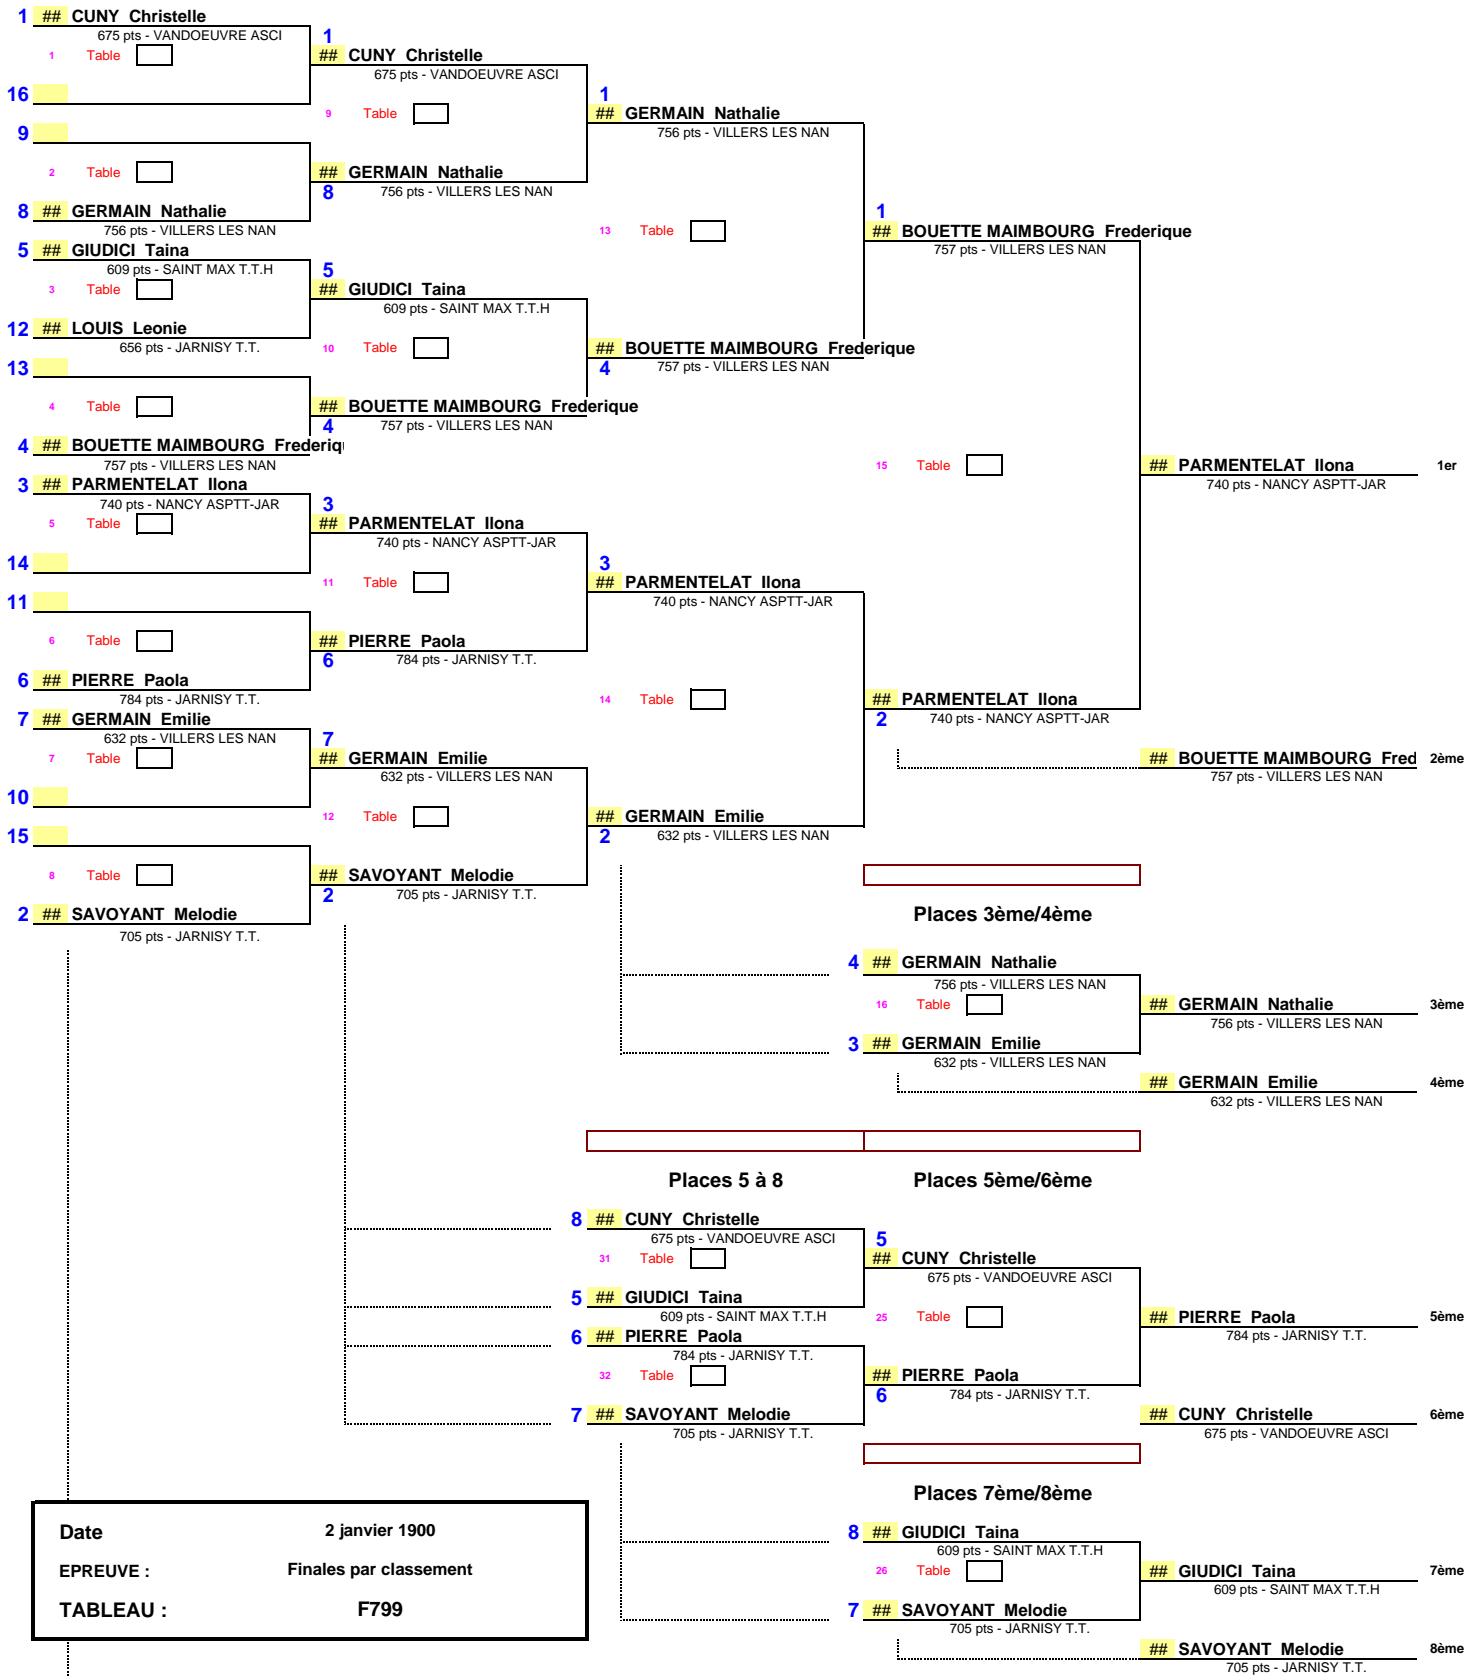 1 ## CUNY Christelle
675 pts - VANDOEUVRE ASCI
1 Table
16
9
2 Table
8 ## GERMAIN Nathalie
756 pts - VILLERS LES NAN
5 ## GIUDICI Taina
609 pts - SAINT MAX T.T.H
3 Table
12 ## LOUIS Leonie
656 pts - JARNISY T.T.
13
4 Table
4 ## BOUETTE MAIMBOURG Frederiq
757 pts - VILLERS LES NAN
3 ## PARMENTELAT Ilona
740 pts - NANCY ASPTT-JAR
5 Table
14
11
6 Table
6 ## PIERRE Paola
784 pts - JARNISY T.T.
7 ## GERMAIN Emilie
632 pts - VILLERS LES NAN
7 Table
10
15
8 Table
2 ## SAVOYANT Melodie
705 pts - JARNISY T.T.
1
## CUNY Christelle
675 pts - VANDOEUVRE ASCI
9 Table
## GERMAIN Nathalie
8 756 pts - VILLERS LES NAN
5
## GIUDICI Taina
609 pts - SAINT MAX T.T.H
10 Table
## BOUETTE MAIMBOURG Frederique
4 757 pts - VILLERS LES NAN
3
## PARMENTELAT Ilona
740 pts - NANCY ASPTT-JAR
11 Table
## PIERRE Paola
6 784 pts - JARNISY T.T.
7
## GERMAIN Emilie
632 pts - VILLERS LES NAN
12 Table
## SAVOYANT Melodie
2 705 pts - JARNISY T.T.
1
## GERMAIN Nathalie
756 pts - VILLERS LES NAN
13 Table
## BOUETTE MAIMBOURG Frederique
4 757 pts - VILLERS LES NAN
3
## PARMENTELAT Ilona
740 pts - NANCY ASPTT-JAR
14 Table
## GERMAIN Emilie
2 632 pts - VILLERS LES NAN
1
## BOUETTE MAIMBOURG Frederique
757 pts - VILLERS LES NAN
15 Table
## PARMENTELAT Ilona
2 740 pts - NANCY ASPTT-JAR
## PARMENTELAT Ilona 1er
740 pts - NANCY ASPTT-JAR
## BOUETTE MAIMBOURG Fred 2ème
757 pts - VILLERS LES NAN
Places 3ème/4ème
4 ## GERMAIN Nathalie
756 pts - VILLERS LES NAN
16 Table
3 ## GERMAIN Emilie
632 pts - VILLERS LES NAN
## GERMAIN Nathalie 3ème
756 pts - VILLERS LES NAN
## GERMAIN Emilie 4ème
632 pts - VILLERS LES NAN
Places 5 à 8
8 ## CUNY Christelle
675 pts - VANDOEUVRE ASCI
31 Table
5 ## GIUDICI Taina
609 pts - SAINT MAX T.T.H
6 ## PIERRE Paola
784 pts - JARNISY T.T.
32 Table
7 ## SAVOYANT Melodie
705 pts - JARNISY T.T.
Places 5ème/6ème
5
## CUNY Christelle
675 pts - VANDOEUVRE ASCI
25 Table
## PIERRE Paola
6 784 pts - JARNISY T.T.
## PIERRE Paola 5ème
784 pts - JARNISY T.T.
## CUNY Christelle 6ème
675 pts - VANDOEUVRE ASCI
Places 7ème/8ème
8 ## GIUDICI Taina
609 pts - SAINT MAX T.T.H
26 Table
7 ## SAVOYANT Melodie
705 pts - JARNISY T.T.
## GIUDICI Taina 7ème
609 pts - SAINT MAX T.T.H
## SAVOYANT Melodie 8ème
705 pts - JARNISY T.T.
Date 2 janvier 1900
EPREUVE : Finales par classement
TABLEAU : F799